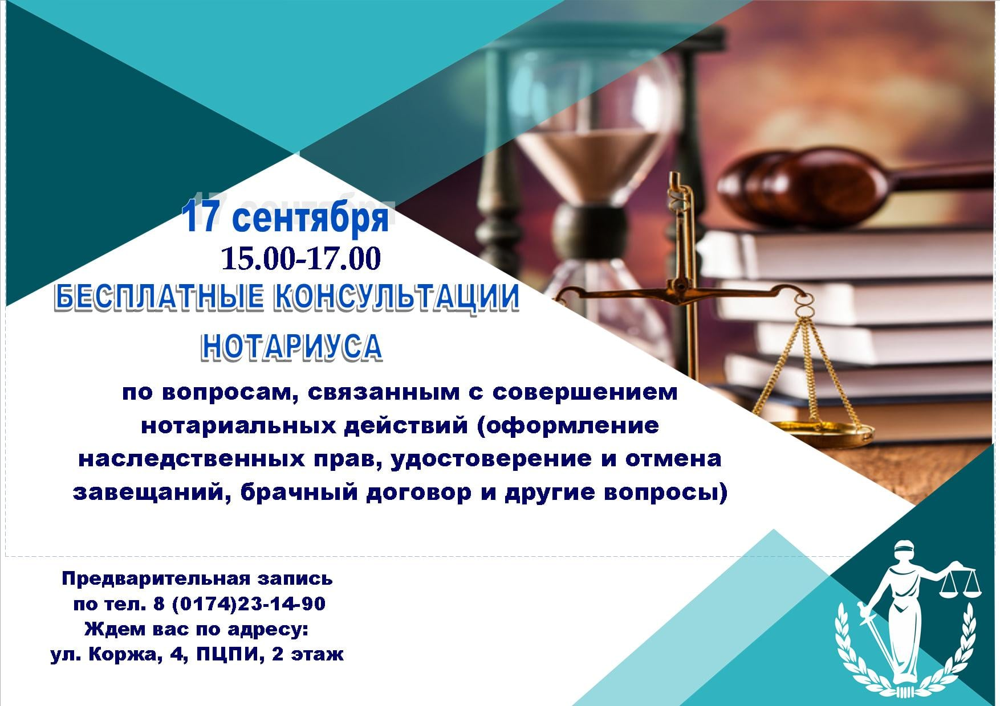 17 сентября
15.00-17.00
БЕСПЛАТНЫЕ КОНСУЛЬТАЦИИ
НОТАРИУСА
по вопросам, связанным с совершением
нотариальных действий (оформление
наследственных прав, удостоверение и отмена
завещаний, брачный договор и другие вопросы)
Предварительная запись
по тел. 8 (0174)23-14-90
Ждем вас по адресу:
ул. Коржа, 4, ПЦПИ, 2 этаж